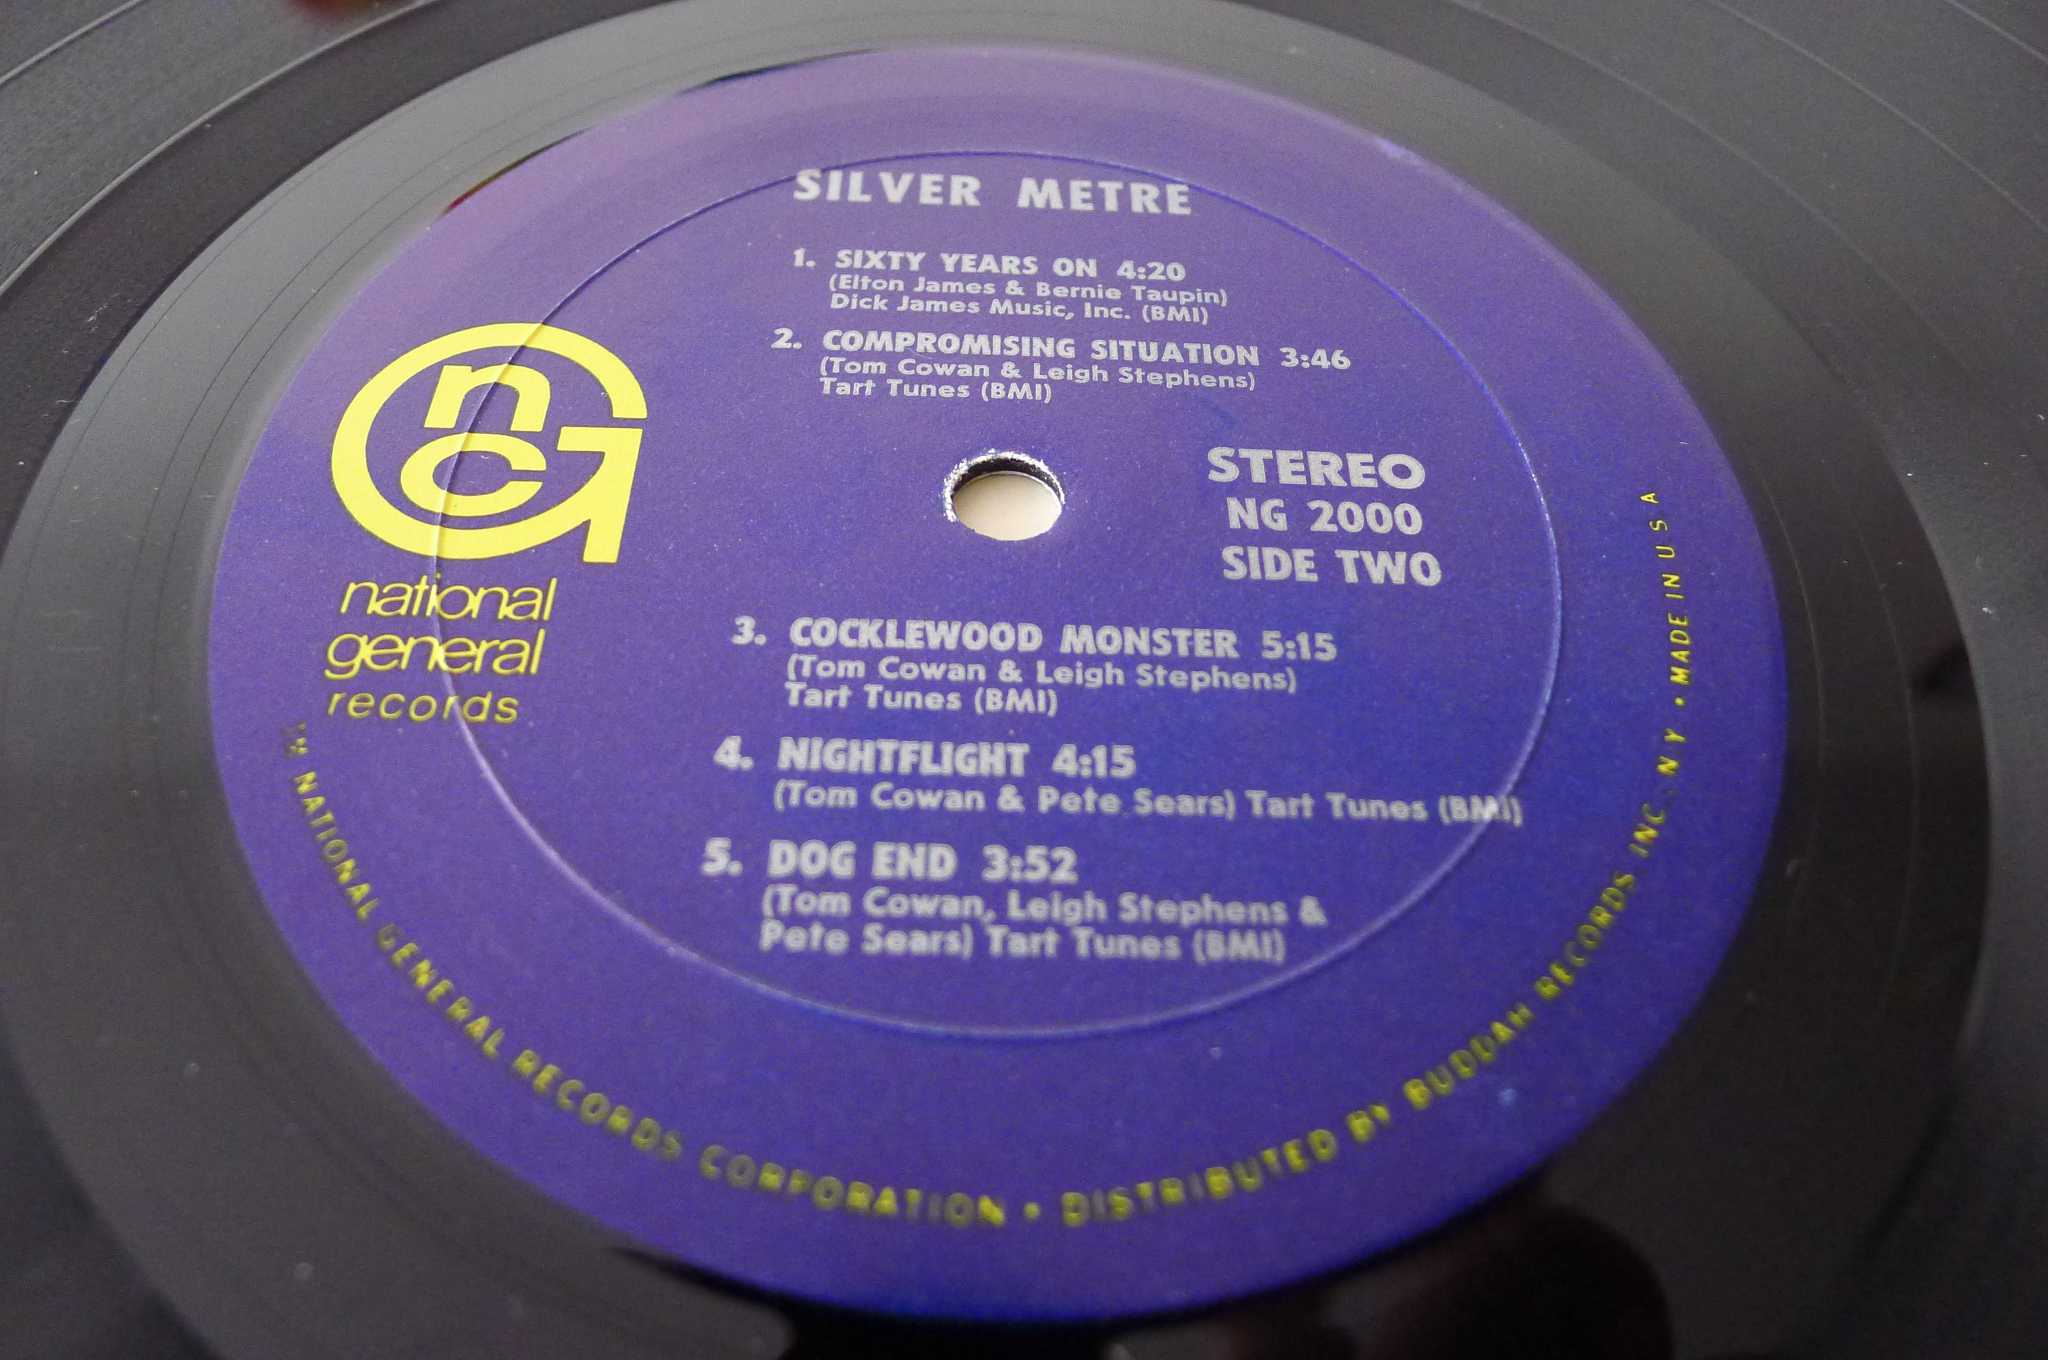 SILVER METRE
1. SIXTY YEARS ON 4:20
(Elton James & Bernie Taupin)
Dick James Music, Inc. (BMI)
2. COMPROMISING SITUATION 3:46
(Tom Cowan & Leigh Stephens)
Tart Tunes (BMI)
nGc
national
general
records
STEREO
NG 2000
SIDE TWO
3. COCKLEWOOD MONSTER 5:15
(Tom Cowan & Leigh Stephens)
Tart Tunes (BMI)
4. NIGHTFLIGHT 4:15
(Tom Cowan & Pete Sears) Tart Tunes (BMI)
5. DOG END 3:52
(Tom Cowan, Leigh Stephens &
Pete Sears) Tart Tunes (BMI)
NATIONAL GENERAL RECORDS CORPORATION • DISTRIBUTED BY BUDDAH RECORDS INC., N Y • MADE IN U S A